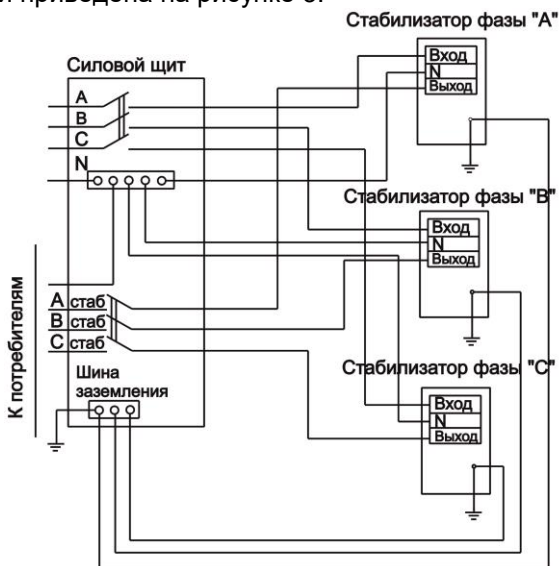 и приведена на рисунке
Стабилизатор фазы "А"
Силовой щит
Вход
N
Выход
A
B
C
N
Стабилизатор фазы "В"
Вход
N
Выход
К потребителям
А стаб
В стаб
С стаб
Шина
заземления
Стабилизатор фазы "С"
Вход
N
Выход